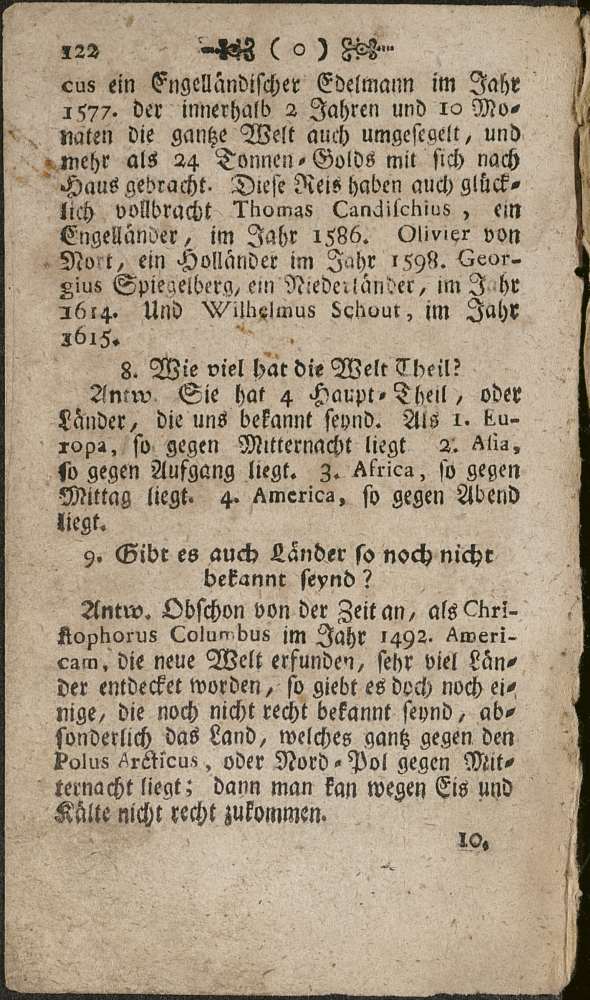 122 ( o )
cus ein Engelländischer Edelmann im Jahr
1577. der innerhalb 2 Jahren und 10 Mo-
naten die gantze Welt auch umgesegelt, und
mehr als 24 Tonnen-Golds mit sich nach
Haus gebracht. Diese Reis haben auch glück-
lich vollbracht Thomas Candischius, ein
Engelländer, im Jahr 1586. Olivier von
Nort, ein Holländer im Jahr 1598. Geor-
gius Spiegelberg, ein Niederländer, im Jahr
1614. Und Wilhelmus Schout, im Jahr
1615.
8. Wie viel hat die Welt Theil?
Antw. Sie hat 4 Haupt-Theil, oder
Länder, die uns bekannt seynd. Als 1. Eu-
ropa, so gegen Mitternacht liegt 2. Asia,
so gegen Aufgang liegt. 3. Africa, so gegen
Mittag liegt. 4. America, so gegen Abend
liegt.
9. Gibt es auch Länder so noch nicht
bekannt seynd?
Antw. Obschon von der Zeit an, als Chri-
stophorus Columbus im Jahr 1492. Ameri-
cam, die neue Welt erfunden, sehr viel Län-
der entdecket worden, so giebt es doch noch ei-
nige, die noch nicht recht bekannt seynd, ab-
sonderlich das Land, welches gantz gegen den
Polus Arcticus, oder Nord-Pol gegen Mit-
ternacht liegt; dann man kan wegen Eis und
Kälte nicht recht zukommen.
10.